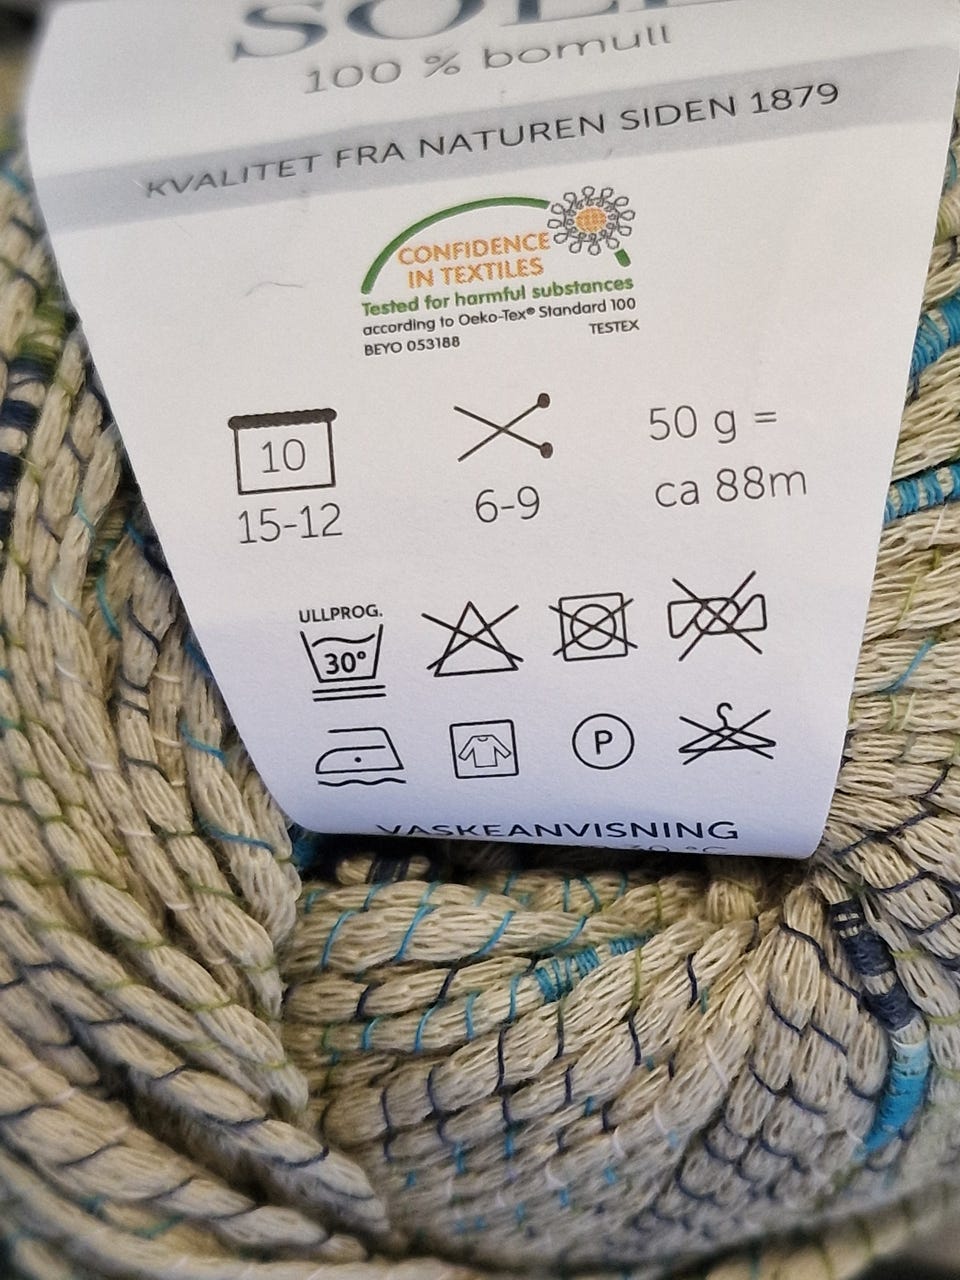 100 % bomull
KVALITET FRA NATUREN SIDEN 1879
CONFIDENCE
IN TEXTILES
Tested for harmful substances
according to Oeko-Tex® Standard 100
BEYO 053188 TESTEX
10
15-12
6-9
50 g =
ca 88m
ULLPROG.
30°
P
VASKEANVISNING